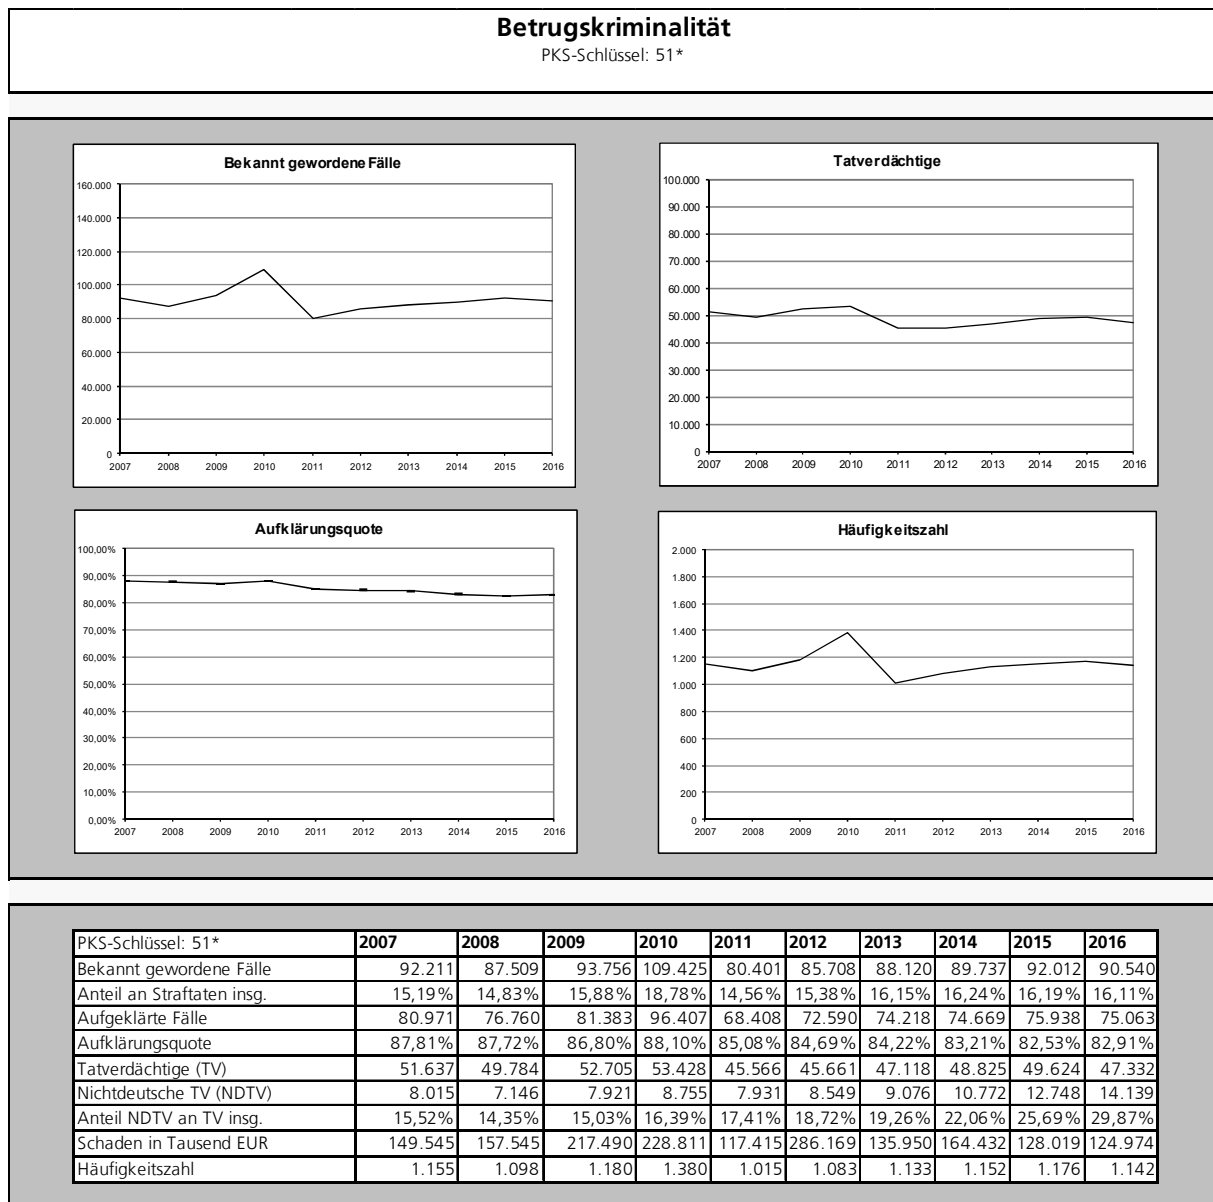 Betrugskriminalität
PKS-Schlüssel: 51*
Bekannt gewordene Fälle
160.000
140.000
120.000
100.000
80.000
60.000
40.000
20.000
0
2007 2008 2009 2010 2011 2012 2013 2014 2015 2016
Tatverdächtige
100.000
90.000
80.000
70.000
60.000
50.000
40.000
30.000
20.000
10.000
0
2007 2008 2009 2010 2011 2012 2013 2014 2015 2016
Aufklärungsquote
100,00%
90,00%
80,00%
70,00%
60,00%
50,00%
40,00%
30,00%
20,00%
10,00%
0,00%
2007 2008 2009 2010 2011 2012 2013 2014 2015 2016
Häufigkeitszahl
2.000
1.800
1.600
1.400
1.200
1.000
800
600
400
200
0
2007 2008 2009 2010 2011 2012 2013 2014 2015 2016
PKS-Schlüssel: 51* 2007 2008 2009 2010 2011 2012 2013 2014 2015 2016
Bekannt gewordene Fälle 92.211 87.509 93.756 109.425 80.401 85.708 88.120 89.737 92.012 90.540
Anteil an Straftaten insg. 15,19% 14,83% 15,88% 18,78% 14,56% 15,38% 16,15% 16,24% 16,19% 16,11%
Aufgeklärte Fälle 80.971 76.760 81.383 96.407 68.408 72.590 74.218 74.669 75.938 75.063
Aufklärungsquote 87,81% 87,72% 86,80% 88,10% 85,08% 84,69% 84,22% 83,21% 82,53% 82,91%
Tatverdächtige (TV) 51.637 49.784 52.705 53.428 45.566 45.661 47.118 48.825 49.624 47.332
Nichtdeutsche TV (NDTV) 8.015 7.146 7.921 8.755 7.931 8.549 9.076 10.772 12.748 14.139
Anteil NDTV an TV insg. 15,52% 14,35% 15,03% 16,39% 17,41% 18,72% 19,26% 22,06% 25,69% 29,87%
Schaden in Tausend EUR 149.545 157.545 217.490 228.811 117.415 286.169 135.950 164.432 128.019 124.974
Häufigkeitszahl 1.155 1.098 1.180 1.380 1.015 1.083 1.133 1.152 1.176 1.142